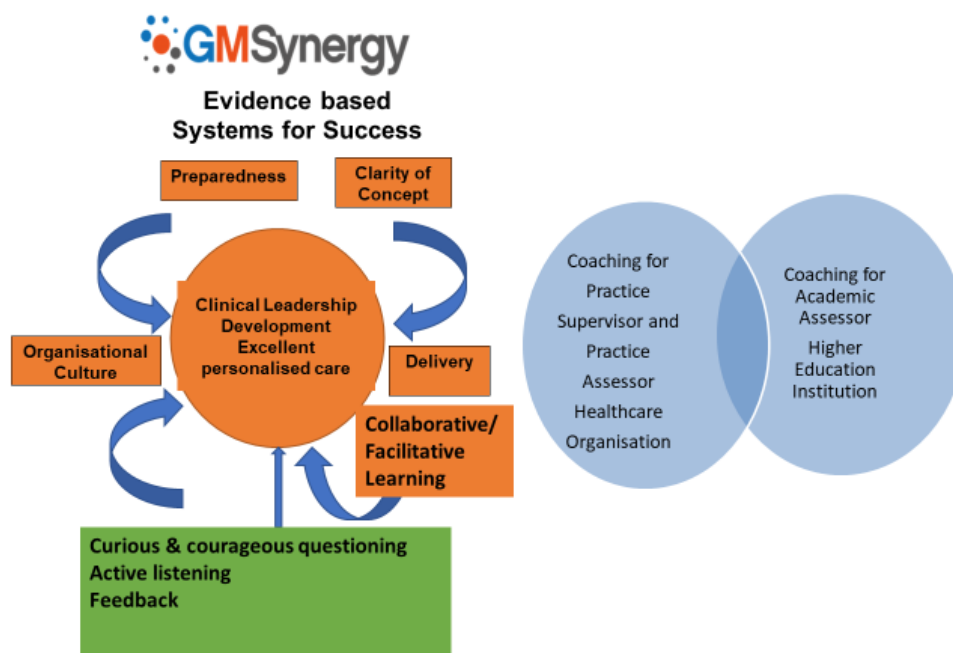 GMSynergy
Evidence based
Systems for Success
Preparedness
Clarity of
Concept
Clinical Leadership
Development
Excellent
personalised care
Organisational
Culture
Delivery
Collaborative/
Facilitative
Learning
Curious & courageous questioning
Active listening
Feedback
Coaching for
Practice
Supervisor and
Practice
Assessor
Healthcare
Organisation
Coaching for
Academic
Assessor
Higher
Education
Institution